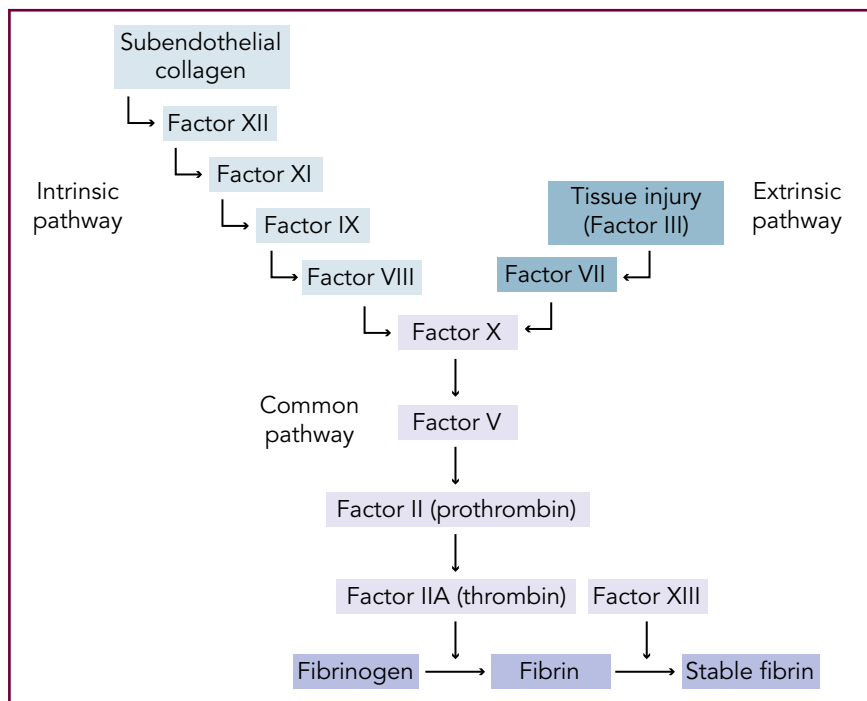 Subendothelial
collagen
Factor XII
Factor XI
Intrinsic
pathway
Factor IX
Tissue injury
(Factor III)
Extrinsic
pathway
Factor VIII
Factor VII
Factor X
Common
pathway
Factor V
Factor II (prothrombin)
Factor IIA (thrombin)
Factor XIII
Fibrinogen
Fibrin
Stable fibrin